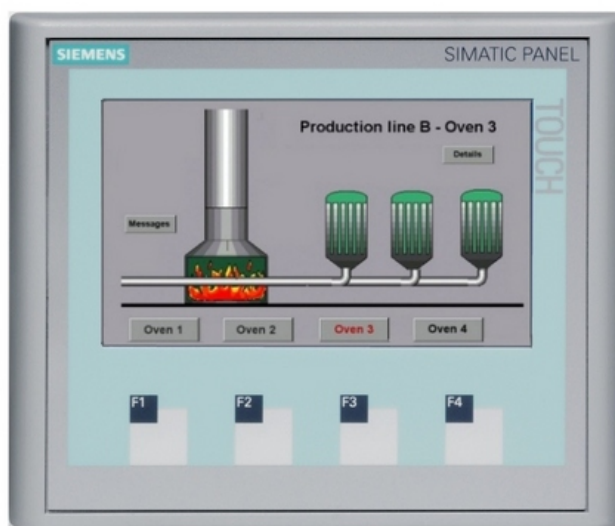 SIEMENS
SIMATIC PANEL
TOUCH
Production line B - Oven 3
Details
Messages
Oven 1
Oven 2
Oven 3
Oven 4
F1
F2
F3
F4